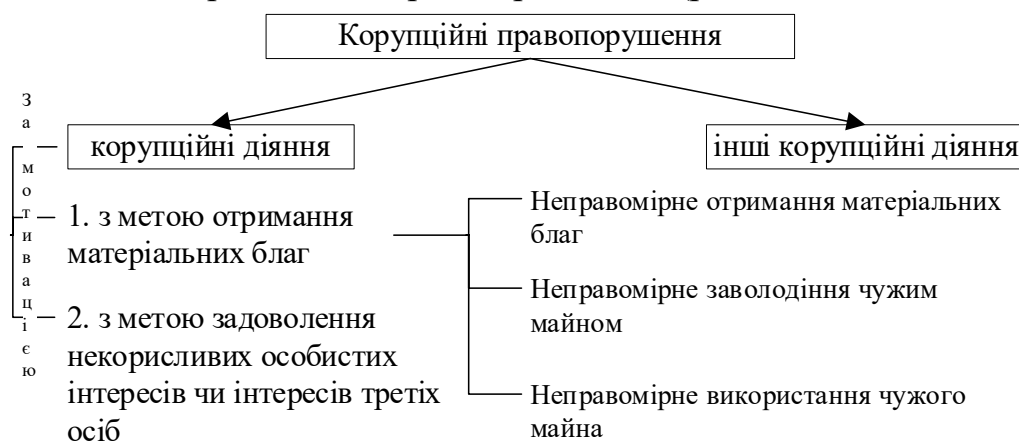 Корупційні правопорушення
За мотивацією
корупційні діяння
інші корупційні діяння
1. з метою отримання
матеріальних благ
2. з метою задоволення
некорисливих особистих
інтересів чи інтересів третіх
осіб
Неправомірне отримання матеріальних
благ
Неправомірне заволодіння чужим
майном
Неправомірне використання чужого
майна